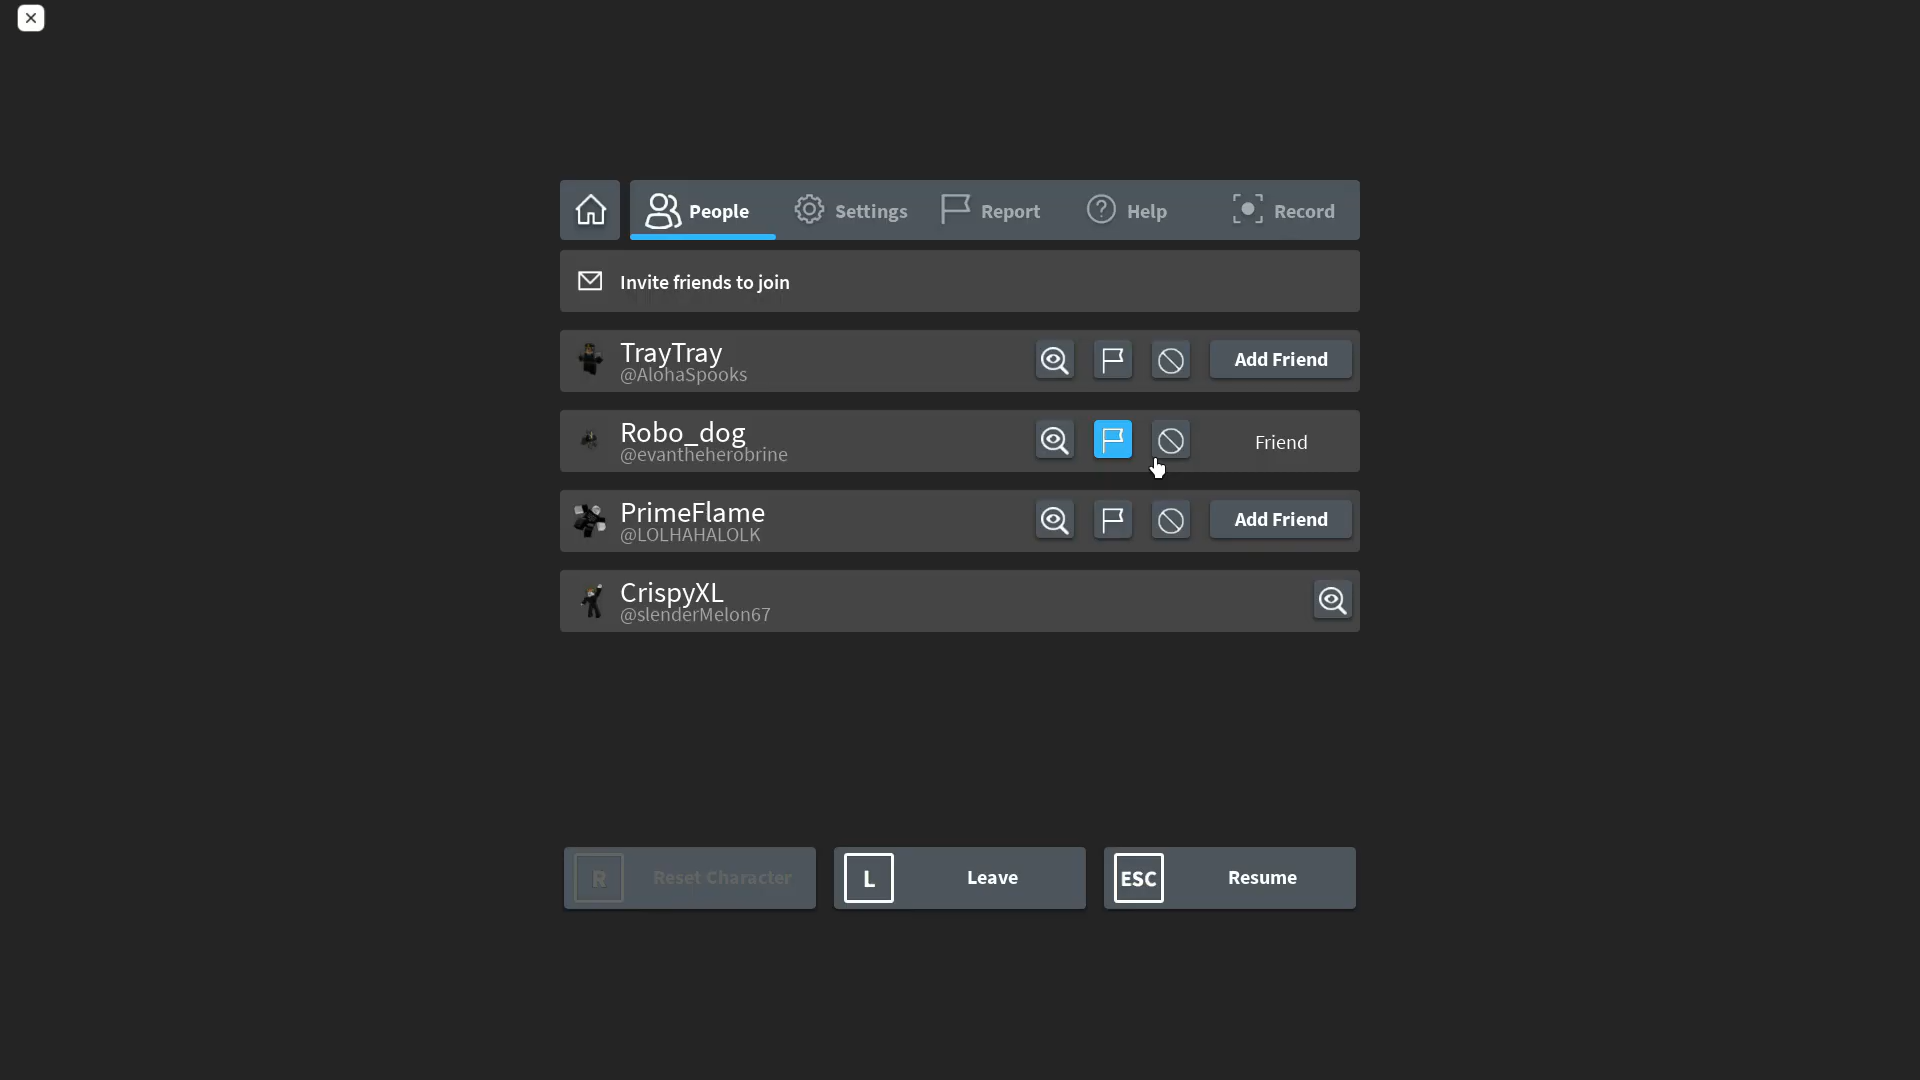 People
Settings
Report
Help
Record
Invite friends to join
TrayTray
@AlohaSpooks
Add Friend
Robo_dog
@evantheherobrine
Friend
PrimeFlame
@LOLHAHALOLK
Add Friend
CrispyXL
@slenderMelon67
R Reset Character
L Leave
ESC Resume